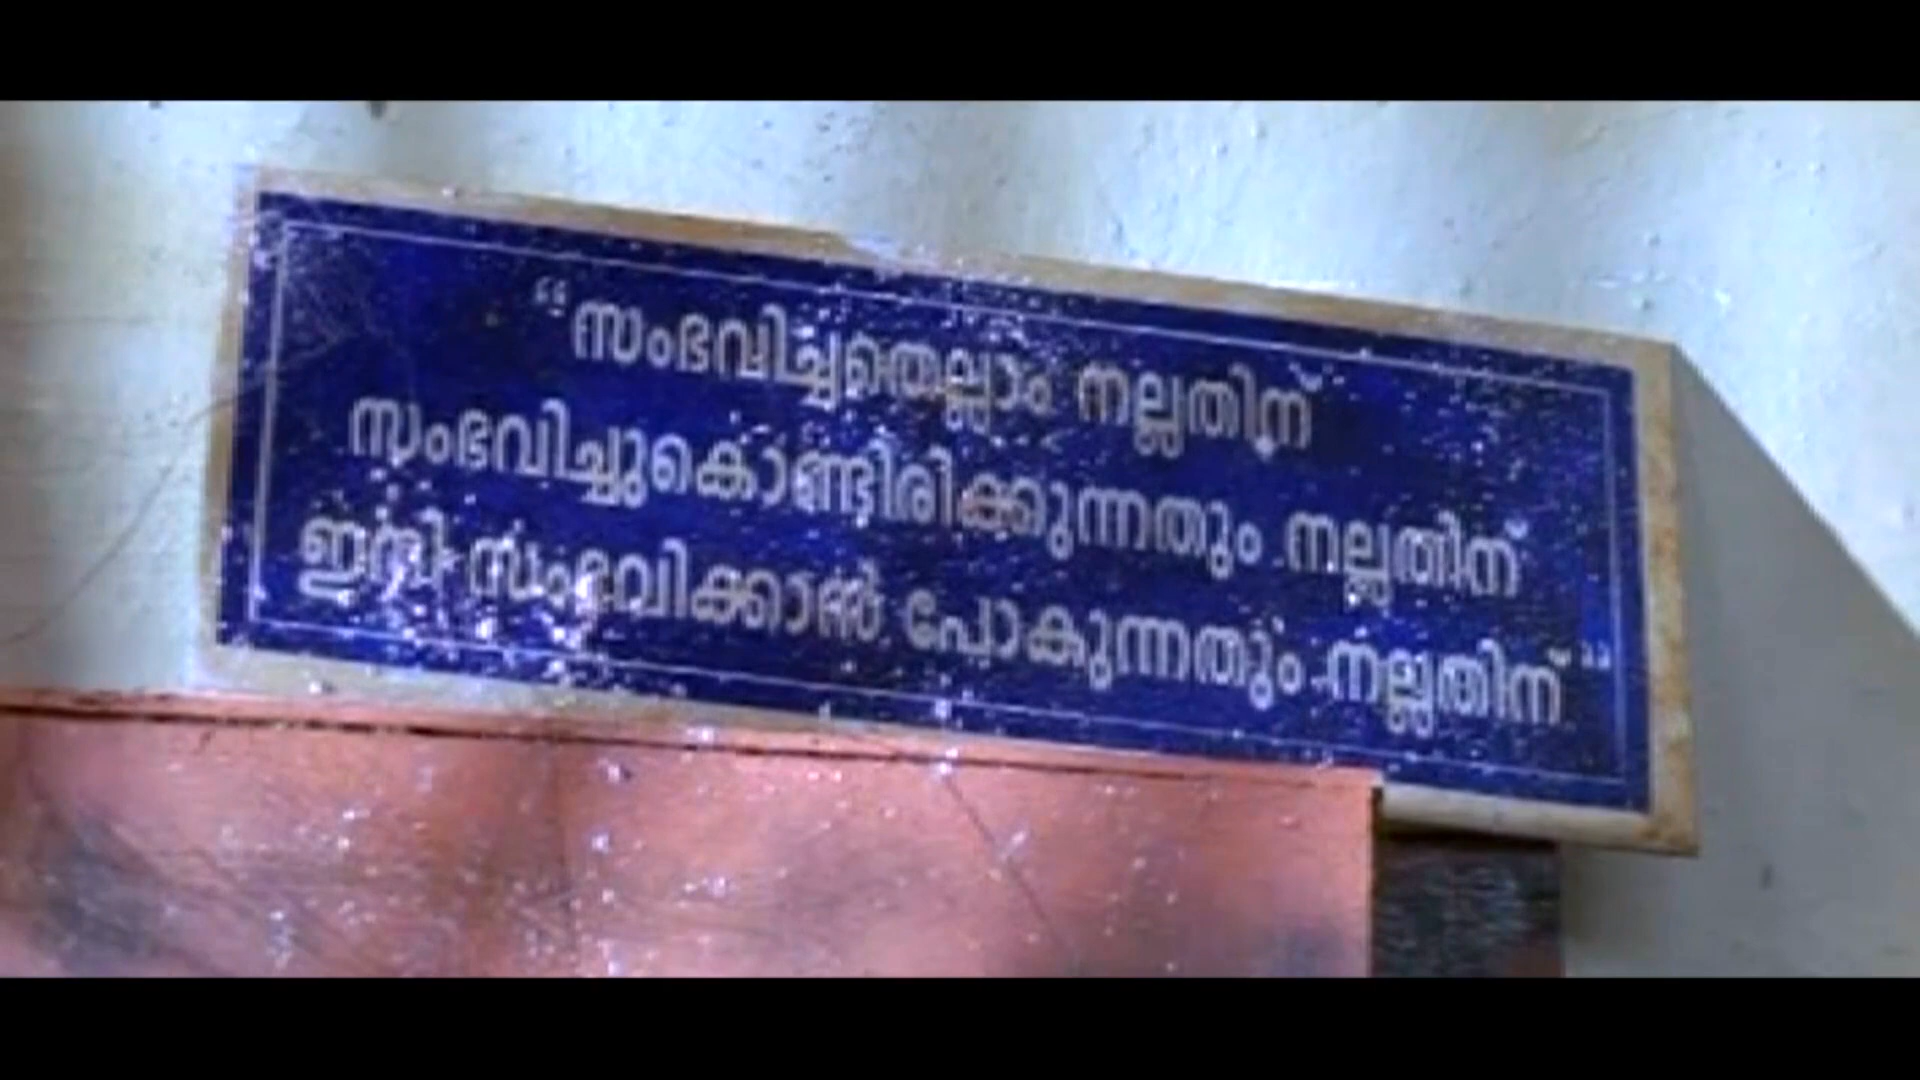 “സംഭവിച്ചതെല്ലാം നല്ലതിന്
സംഭവിച്ചുകൊണ്ടിരിക്കുന്നതും നല്ലതിന്
ഇനി സംഭവിക്കാൻ പോകുന്നതും നല്ലതിന്”